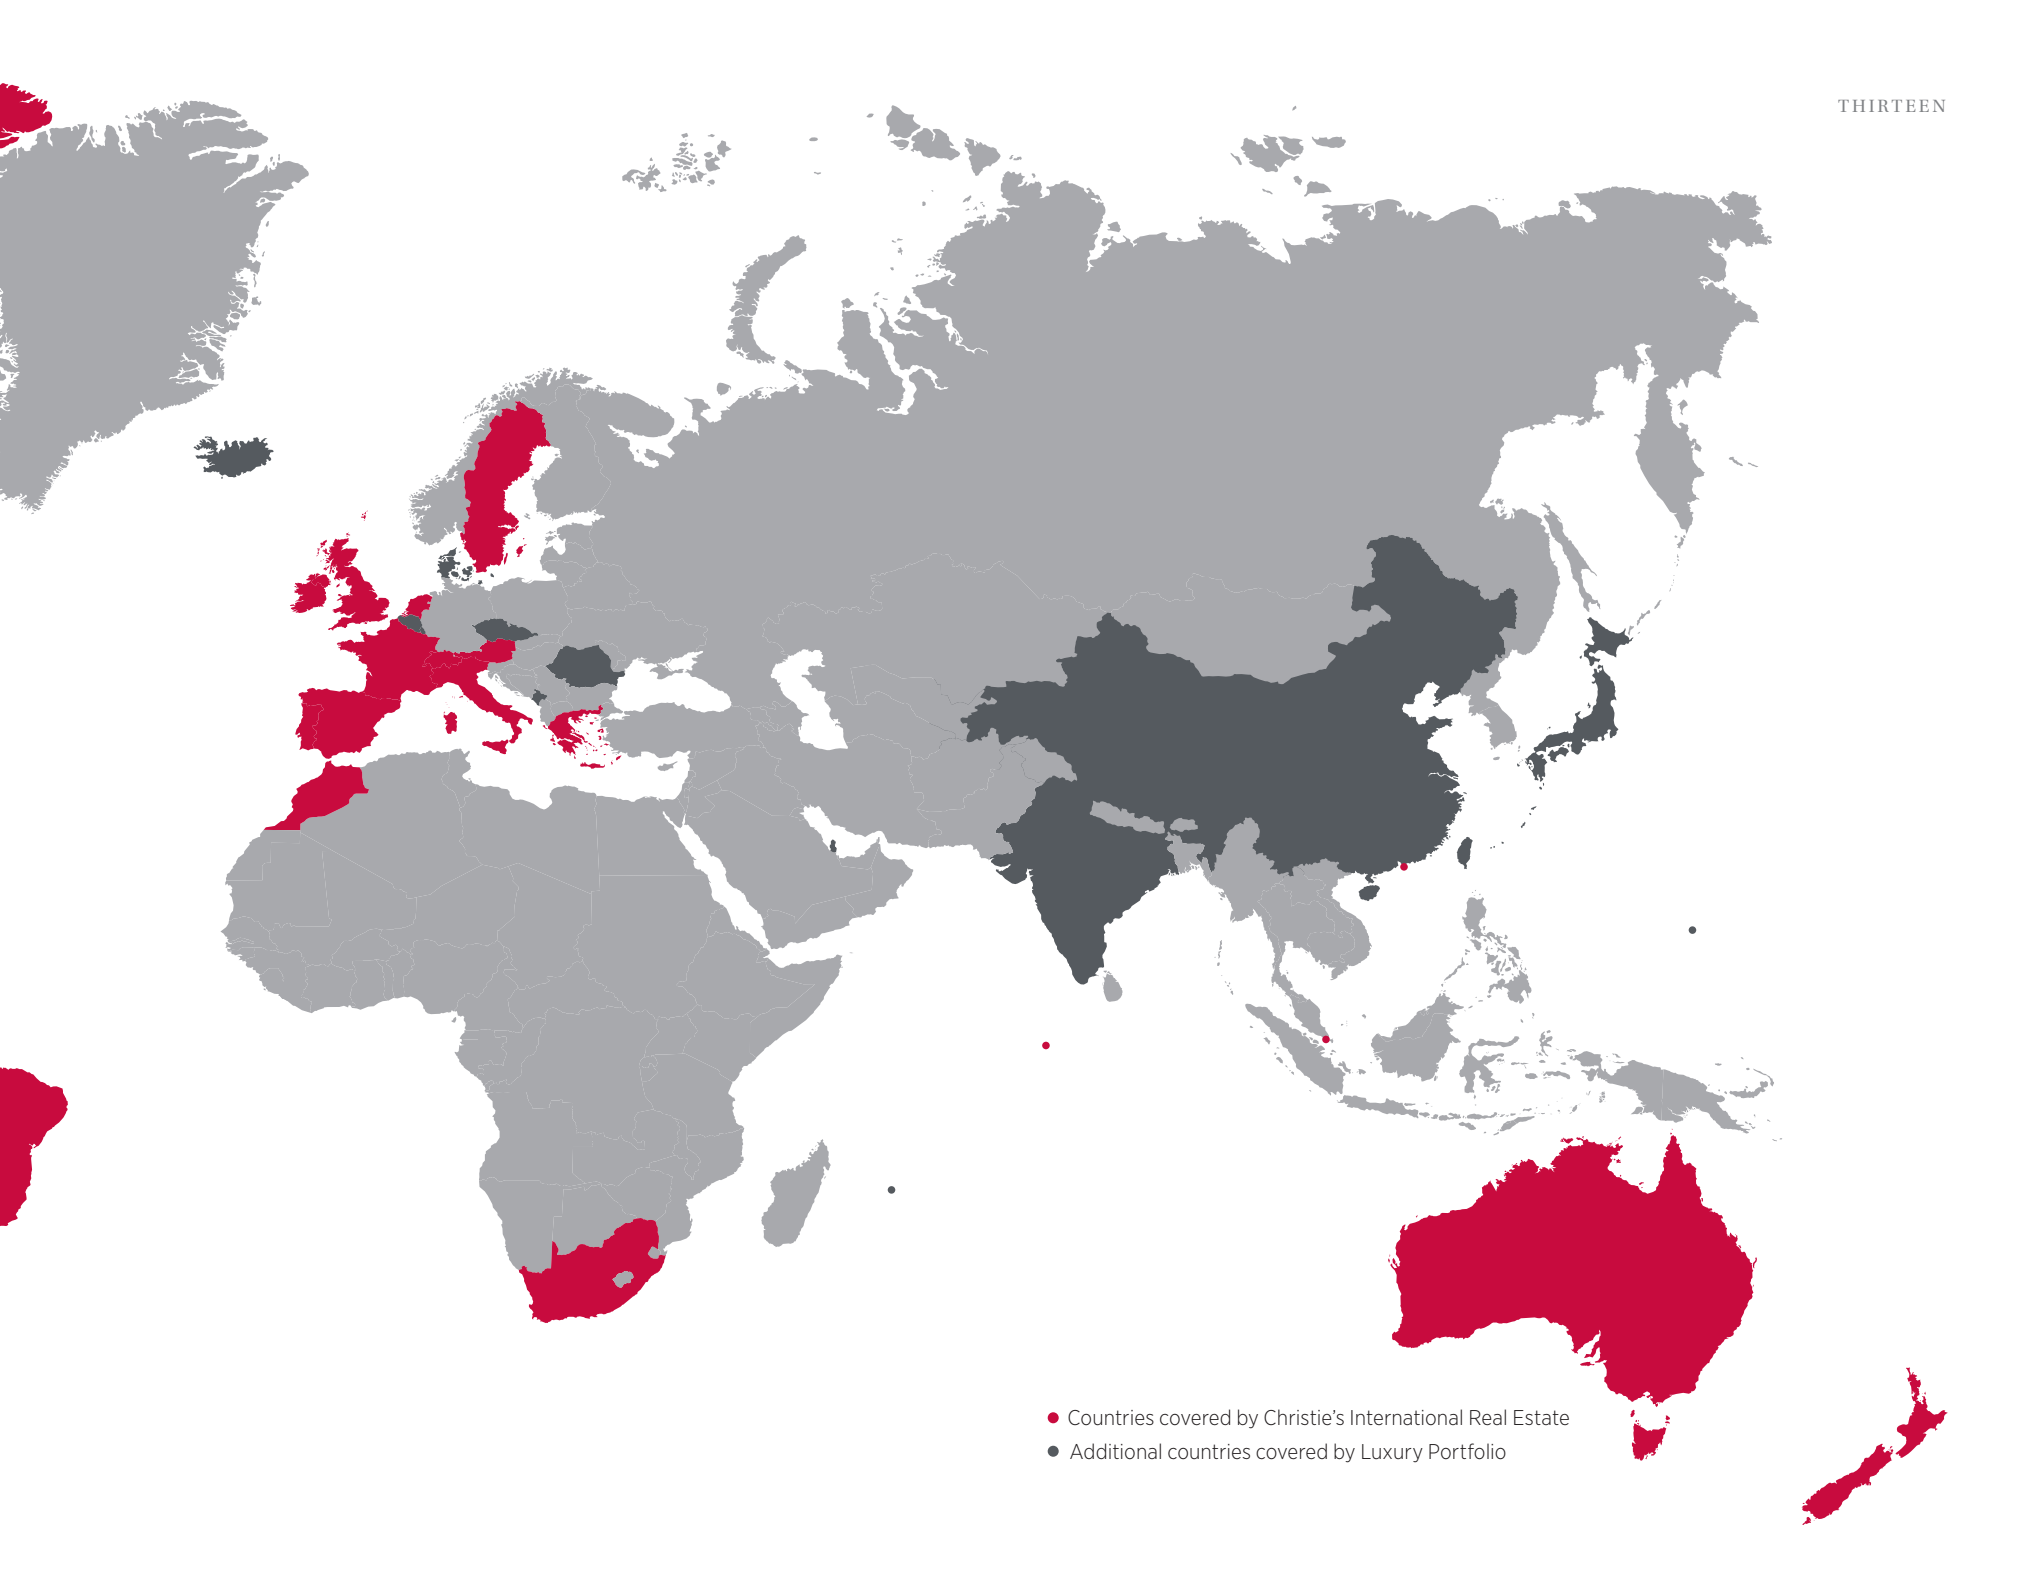 THIRTEEN
Countries covered by Christie’s International Real Estate
Additional countries covered by Luxury Portfolio